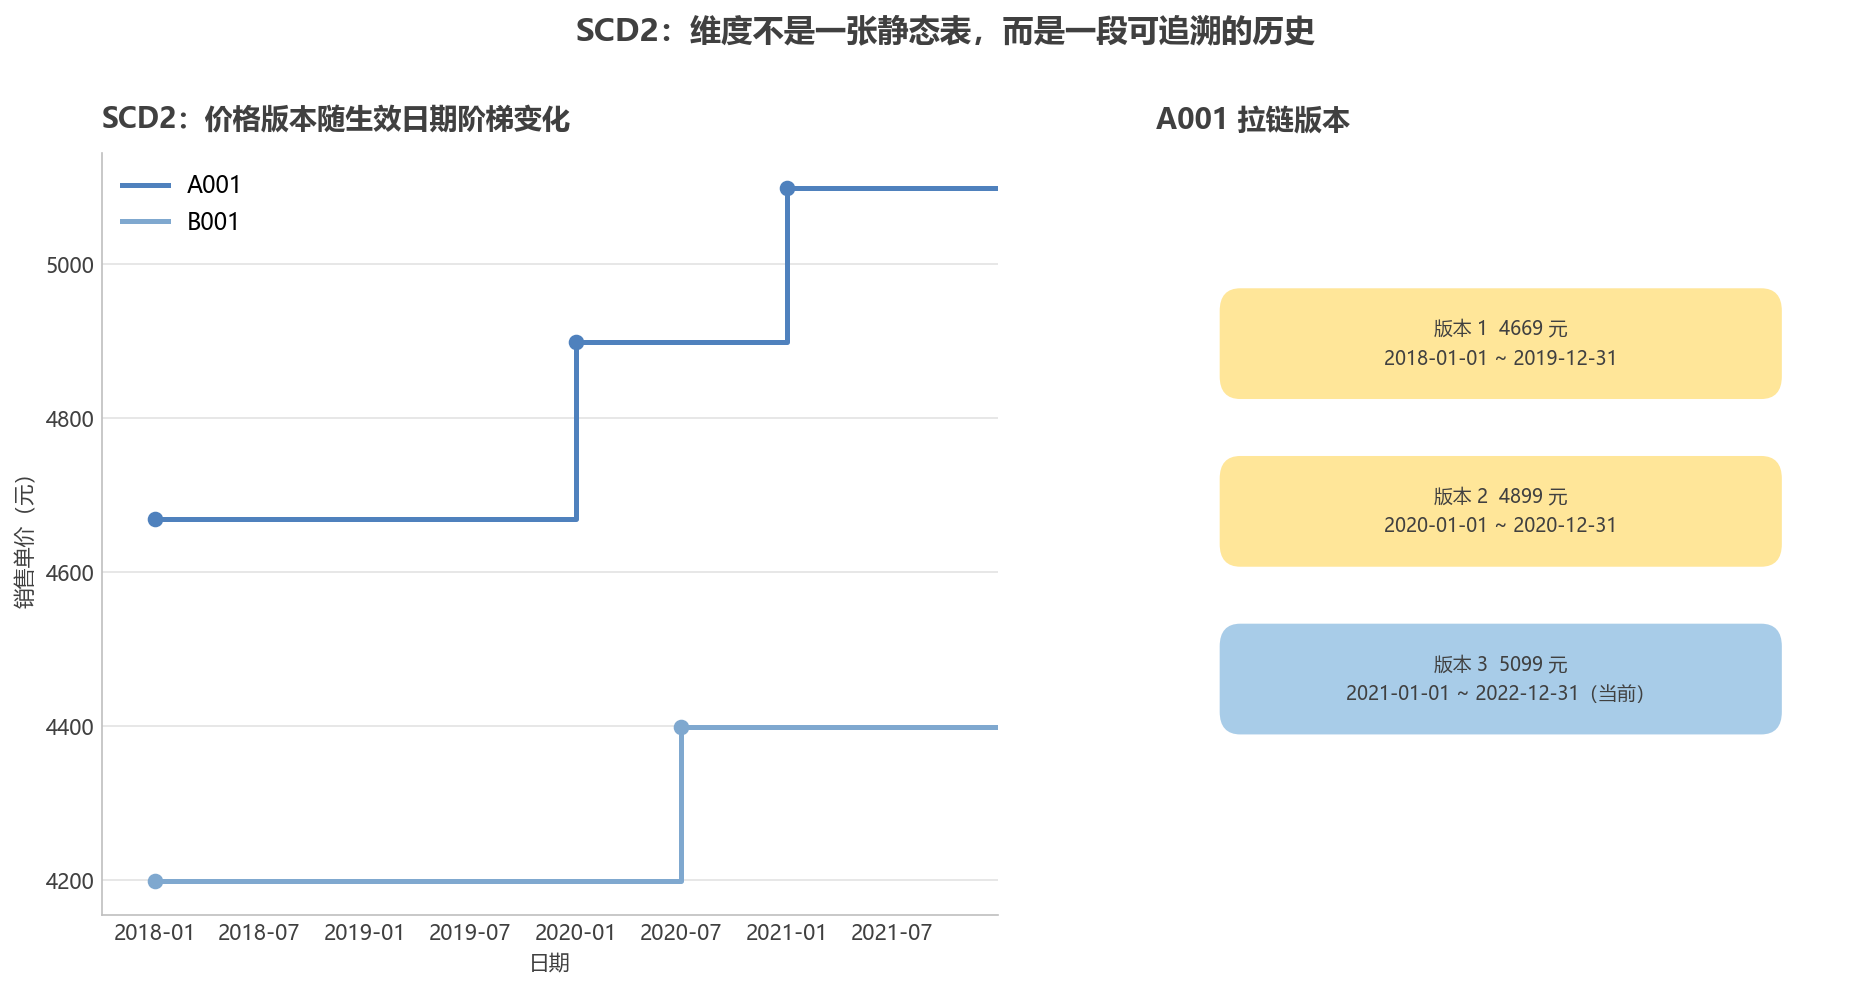 SCD2：维度不是一张静态表，而是一段可追溯的历史
SCD2：价格版本随生效日期阶梯变化
A001
B001
5000
4800
4600
4400
4200
销售单价（元）
2018-01
2018-07
2019-01
2019-07
2020-01
2020-07
2021-01
2021-07
日期
A001 拉链版本
版本 1 4669 元
2018-01-01 ~ 2019-12-31
版本 2 4899 元
2020-01-01 ~ 2020-12-31
版本 3 5099 元
2021-01-01 ~ 2022-12-31（当前）